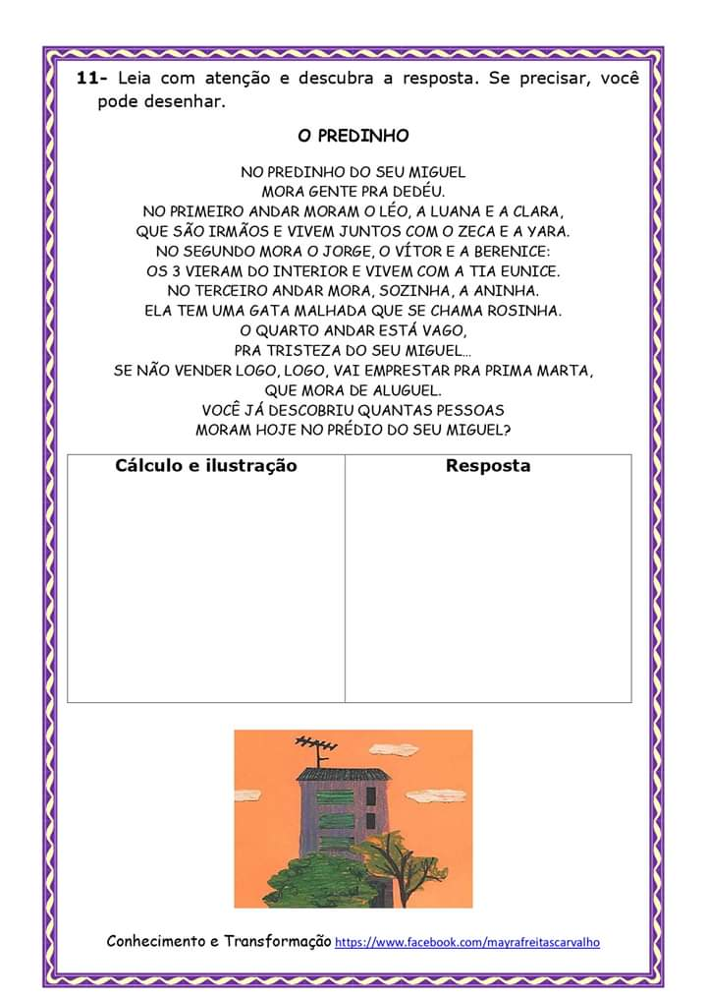 11- Leia com atenção e descubra a resposta. Se precisar, você
pode desenhar.
O PREDINHO
NO PREDINHO DO SEU MIGUEL
MORA GENTE PRA DEDÉU.
NO PRIMEIRO ANDAR MORAM O LÉO, A LUANA E A CLARA,
QUE SÃO IRMÃOS E VIVEM JUNTOS COM O ZECA E A YARA.
NO SEGUNDO MORA O JORGE, O VÍTOR E A BERENICE:
OS 3 VIERAM DO INTERIOR E VIVEM COM A TIA EUNICE.
NO TERCEIRO ANDAR MORA, SOZINHA, A ANINHA.
ELA TEM UMA GATA MALHADA QUE SE CHAMA ROSINHA.
O QUARTO ANDAR ESTÁ VAGO,
PRA TRISTEZA DO SEU MIGUEL...
SE NÃO VENDER LOGO, LOGO, VAI EMPRESTAR PRA PRIMA MARTA,
QUE MORA DE ALUGUEL.
VOCÊ JÁ DESCOBRIU QUANTAS PESSOAS
MORAM HOJE NO PRÉDIO DO SEU MIGUEL?
Cálculo e ilustração
Resposta
Conhecimento e Transformação https://www.facebook.com/mayrafreitascarvalho